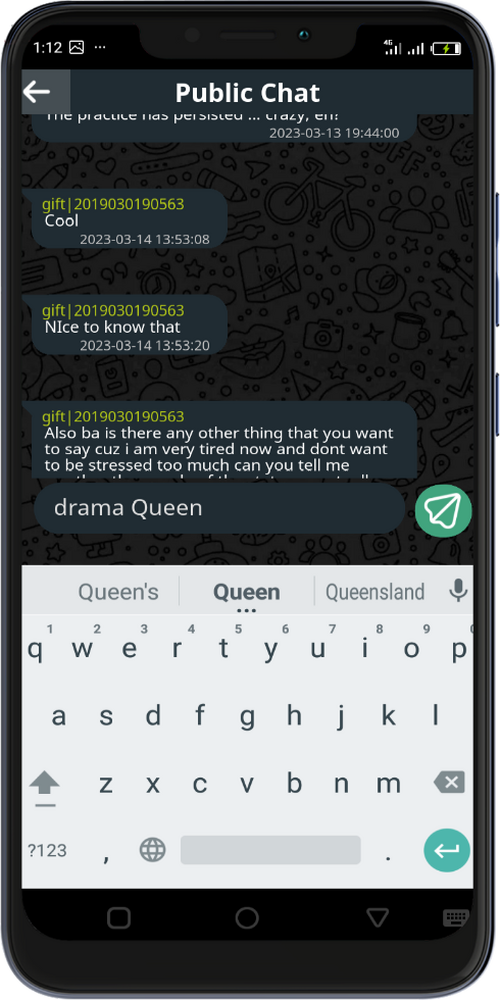 1:12 ...
4G
Public Chat
The practice has persisted ... crazy, eh!
2023-03-13 19:44:00
gift|2019030190563
Cool
2023-03-14 13:53:08
gift|2019030190563
NIce to know that
2023-03-14 13:53:20
gift|2019030190563
Also ba is there any other thing that you want
to say cuz i am very tired now and dont want
to be stressed too much can you tell me
drama Queen
Queen's Queen Queensland
1 2 3 4 5 6 7 8 9
q w e r t y u i o p
a s d f g h j k l
z x c v b n m
?123 , .